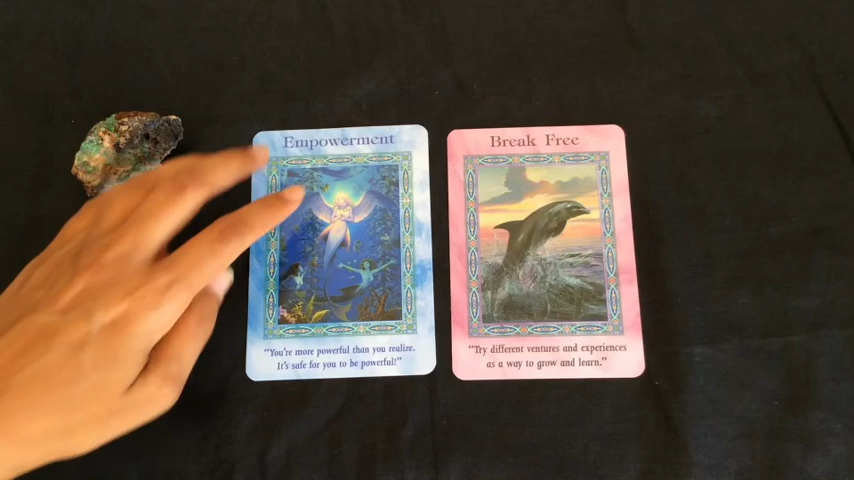 Empowerment
"You're more powerful than you realize.
It's safe for you to be powerful!"
Break Free
"Try different ventures and experiences
as a way to grow and learn."